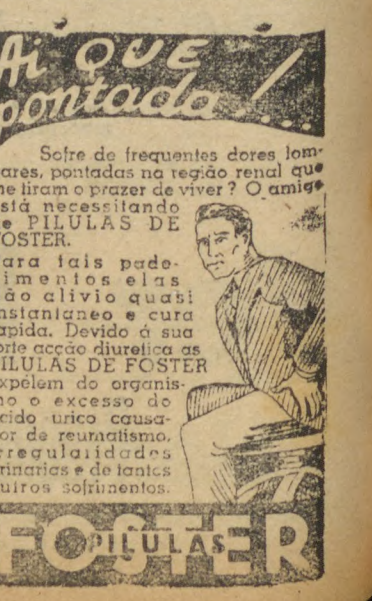 Ai QUE
pontada!...
Sofre de frequentes dores lom-
ares, pontadas na região renal que
he tiram o prazer de viver? O amigo
stá necessitando
e PILULAS DE
OSTER.
ara tais pade-
imentos elas
ão alivio quasi
nstantaneo e cura
apida. Devido á sua
orte acção diuretica as
ILULAS DE FOSTER
xpélem do organis-
o o excesso do
cido urico causa-
or de reumatismo,
rregularidades
rinarias e de tantos
utros sofrimentos.
FOSTER
PILULAS